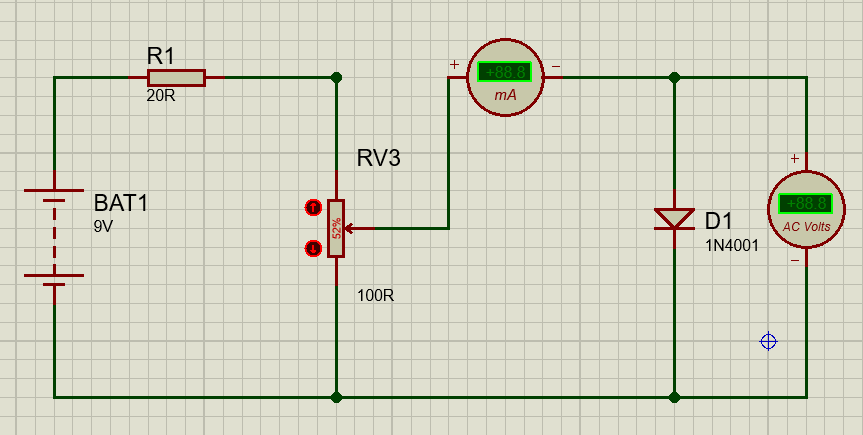 R1
20R
+88.8
mA
RV3
52%
100R
BAT1
9V
D1
1N4001
+88.8
AC Volts